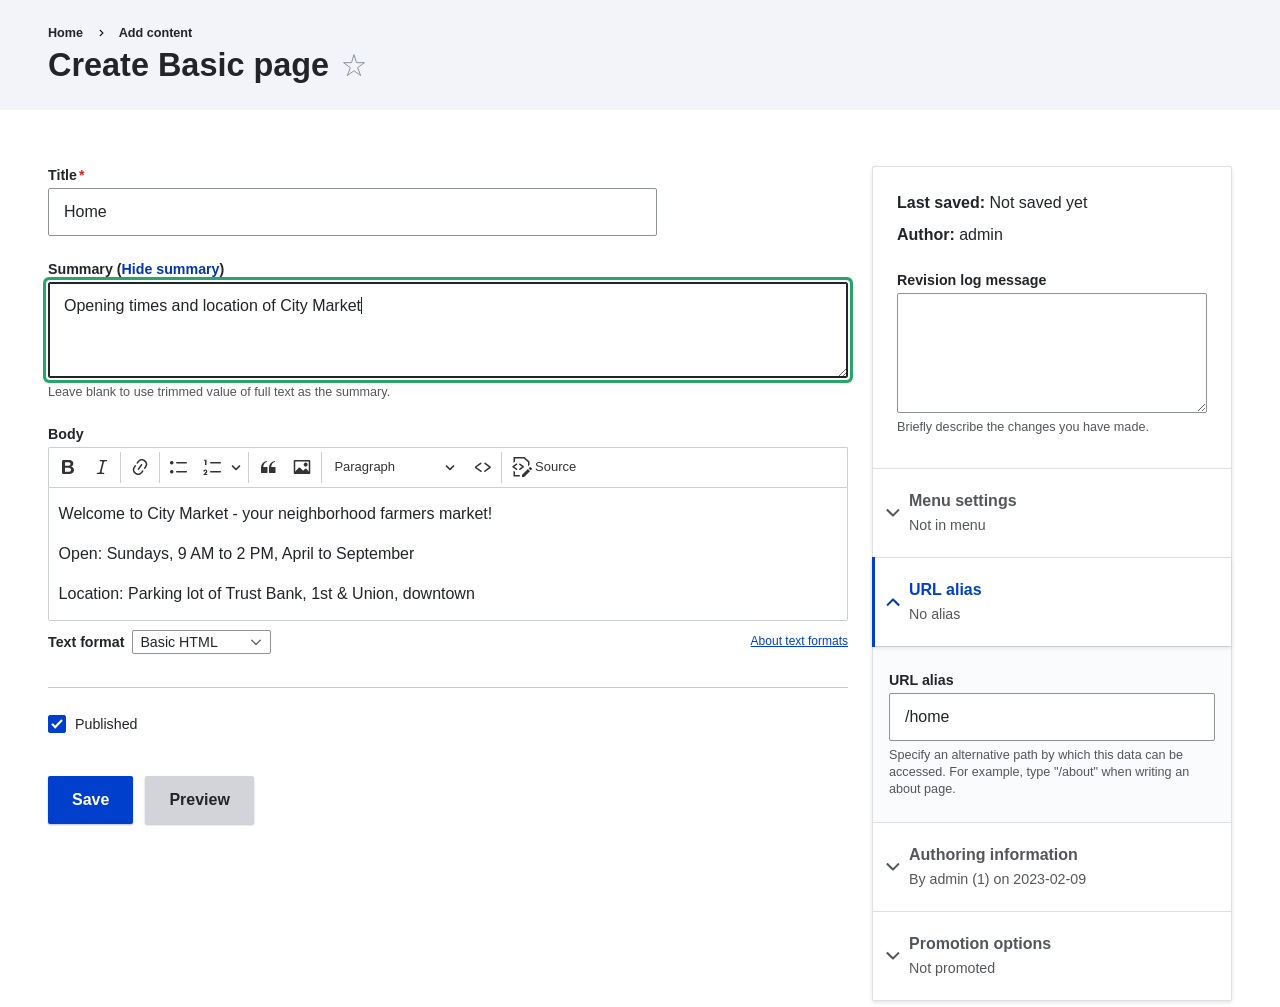 Home › Add content
Create Basic page ☆
Title*
Home
Summary (Hide summary)
Opening times and location of City Market
Leave blank to use trimmed value of full text as the summary.
Body
B I Paragraph Source
Welcome to City Market - your neighborhood farmers market!
Open: Sundays, 9 AM to 2 PM, April to September
Location: Parking lot of Trust Bank, 1st & Union, downtown
Text format Basic HTML About text formats
Published
Save Preview
Last saved: Not saved yet
Author: admin
Revision log message
Briefly describe the changes you have made.
Menu settings
Not in menu
URL alias
No alias
URL alias
/home
Specify an alternative path by which this data can be
accessed. For example, type "/about" when writing an
about page.
Authoring information
By admin (1) on 2023-02-09
Promotion options
Not promoted